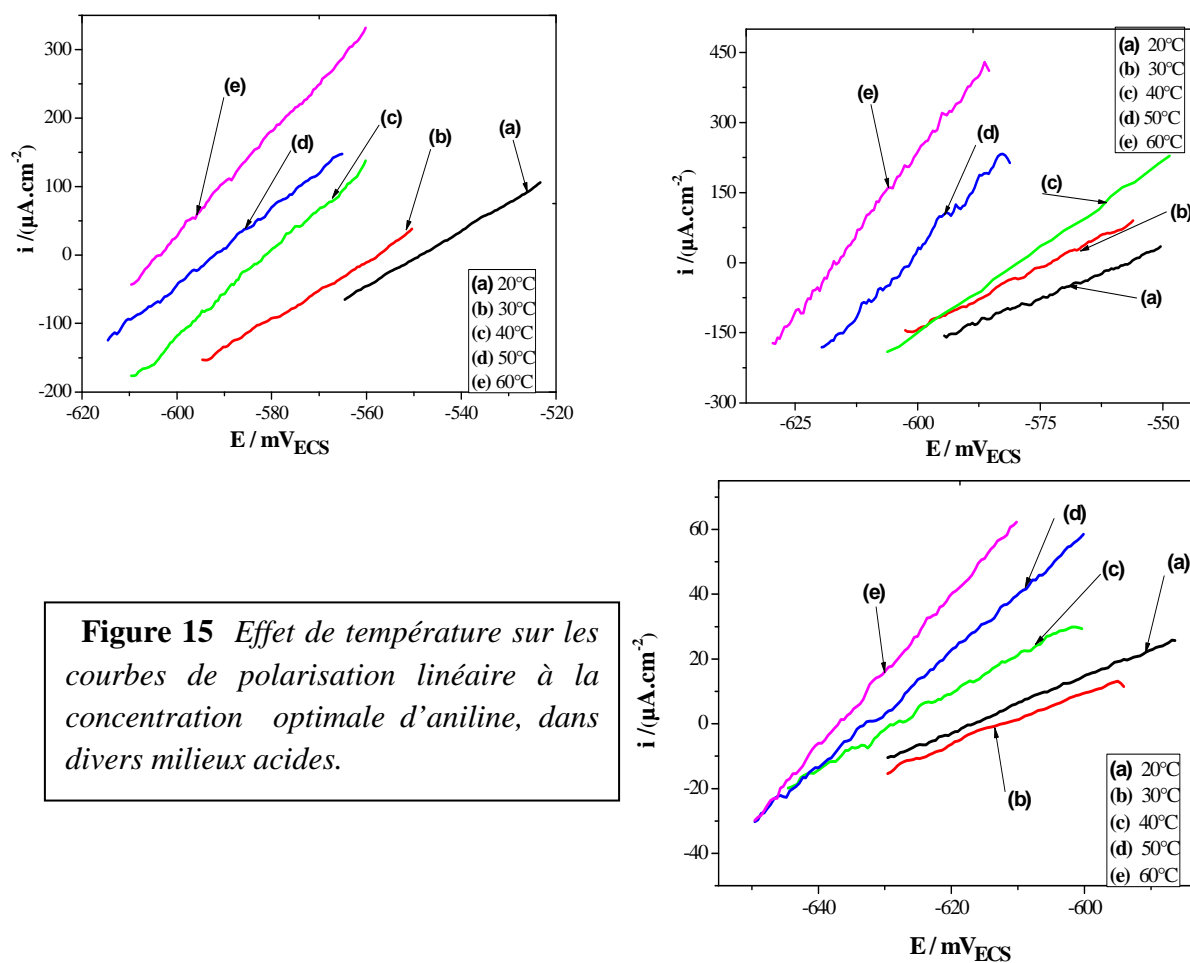 300
200
100
0
-100
-200
i /(µA.cm-2)
(e)
(d)
(c)
(b)
(a)
(a) 20°C
(b) 30°C
(c) 40°C
(d) 50°C
(e) 60°C
-620 -600 -580 -560 -540 -520
E / mVECS
450
300
150
0
-150
-300
i /(µA.cm-2)
(a) 20°C
(b) 30°C
(c) 40°C
(d) 50°C
(e) 60°C
(e)
(d)
(c)
(b)
(a)
-625 -600 -575 -550
E / mVECS
Figure 15 Effet de température sur les
courbes de polarisation linéaire à la
concentration optimale d'aniline, dans
divers milieux acides.
60
40
20
0
-20
-40
i /(µA.cm-2)
(d)
(a)
(c)
(e)
(b)
(a) 20°C
(b) 30°C
(c) 40°C
(d) 50°C
(e) 60°C
-640 -620 -600
E / mVECS